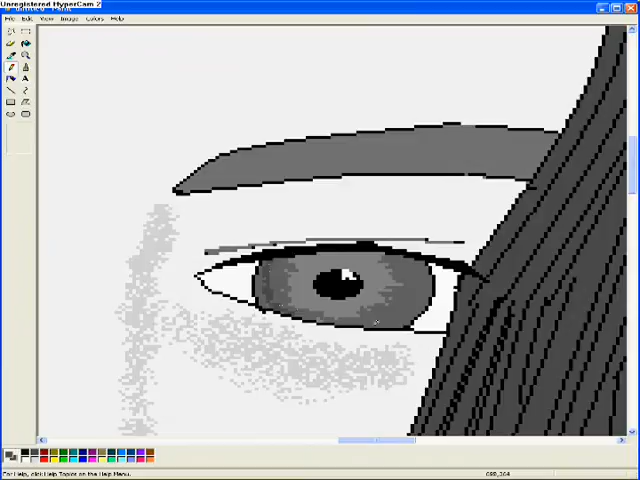 Unregistered HyperCam 2
File Edit View Image Colors Help
For Help, click Help Topics on the Help Menu.